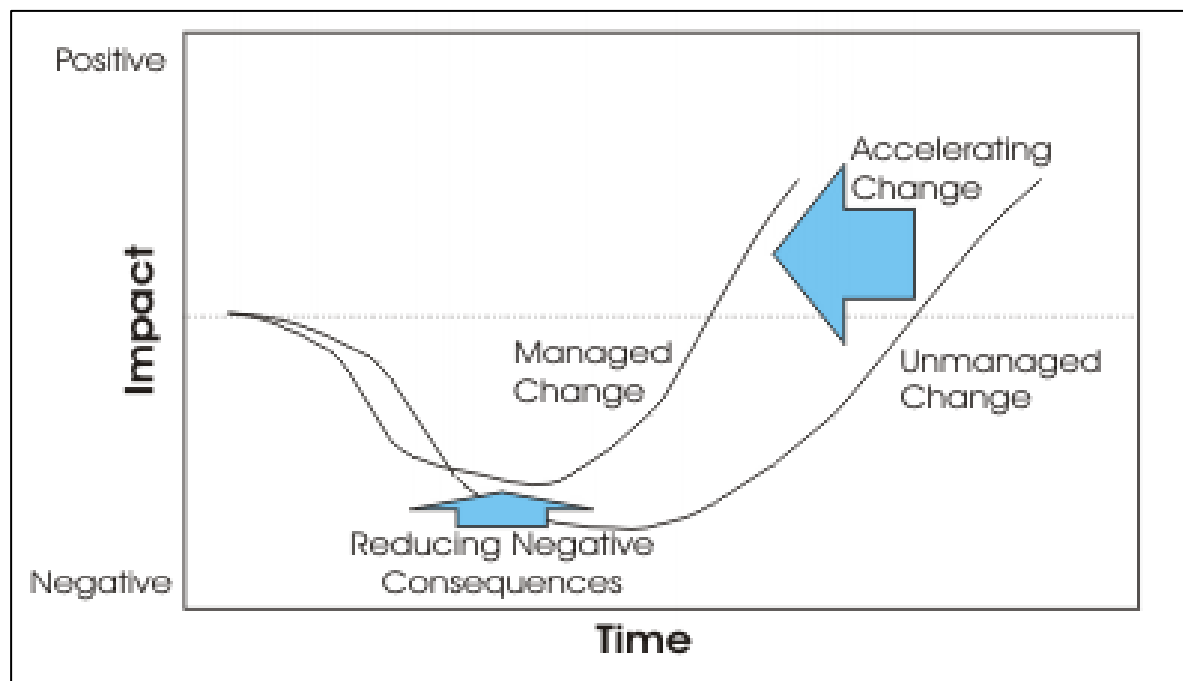 Positive
Accelerating
Change
Impact
Managed
Change
Unmanaged
Change
Reducing Negative
Consequences
Negative
Time